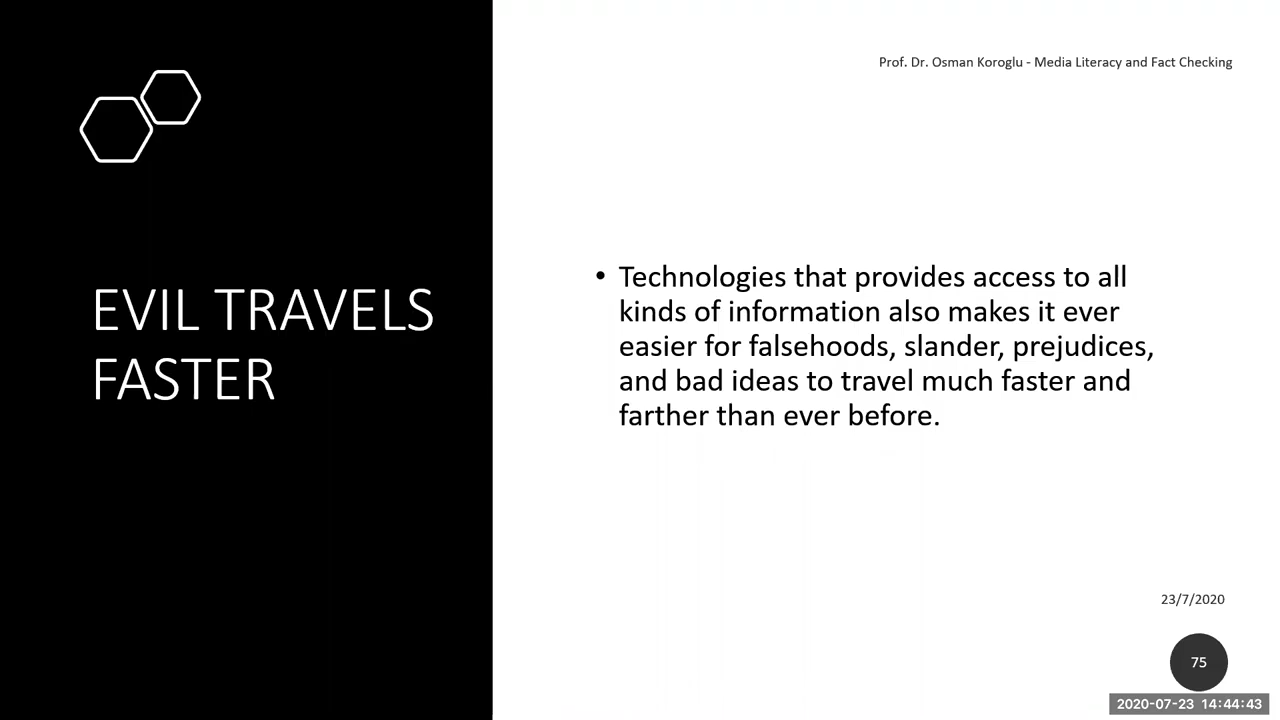 Prof. Dr. Osman Koroglu - Media Literacy and Fact Checking
EVIL TRAVELS
FASTER
• Technologies that provides access to all
kinds of information also makes it ever
easier for falsehoods, slander, prejudices,
and bad ideas to travel much faster and
farther than ever before.
23/7/2020
75
2020-07-23 14:44:43